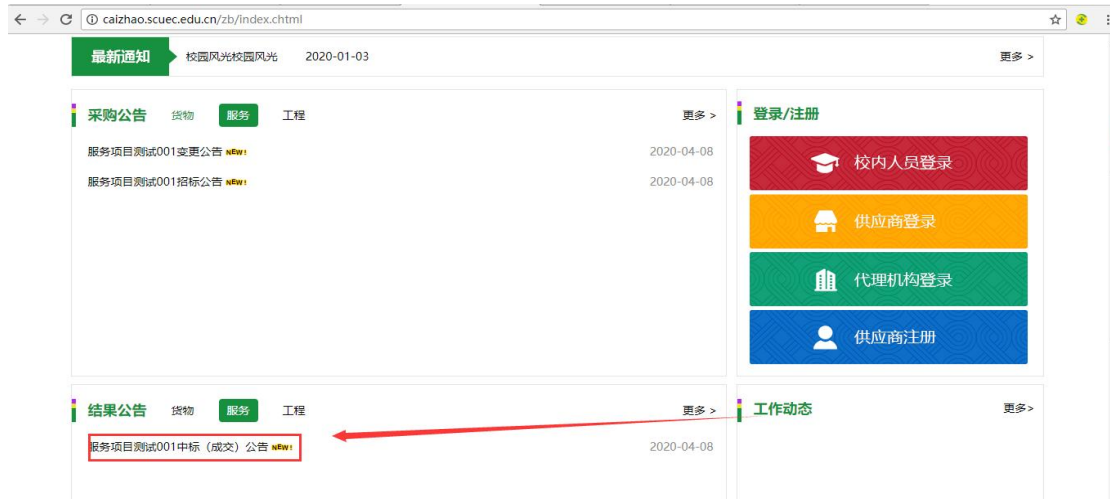 caizhao.scuec.edu.cn/zb/index.chtml
最新通知 校园风光校园风光 2020-01-03 更多 >
采购公告 货物 服务 工程 更多 >
服务项目测试001变更公告 NEW! 2020-04-08
服务项目测试001招标公告 NEW! 2020-04-08
登录/注册
校内人员登录
供应商登录
代理机构登录
供应商注册
结果公告 货物 服务 工程 更多 >
服务项目测试001中标（成交）公告 NEW! 2020-04-08
工作动态 更多>